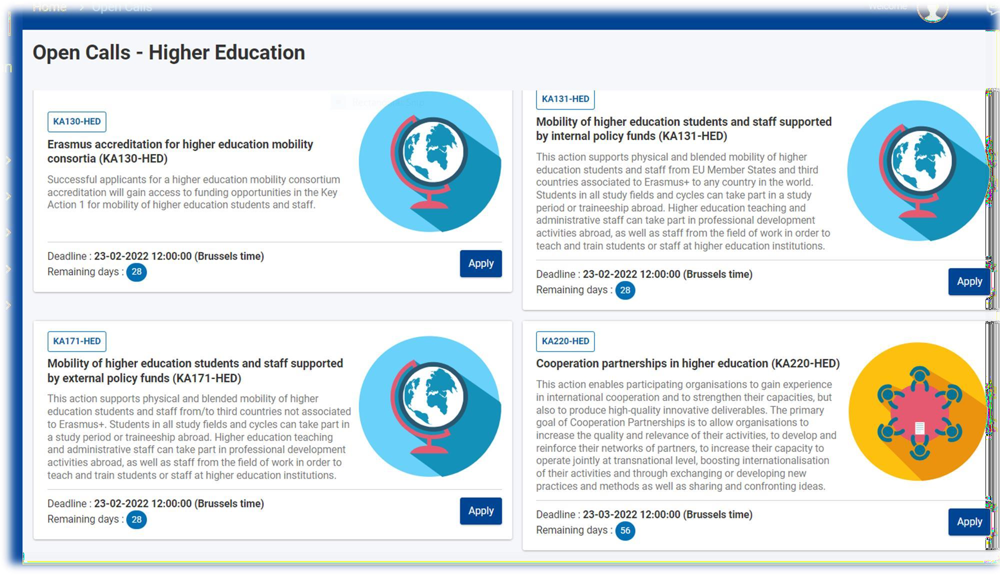 Home > Open Calls
Welcome
Open Calls - Higher Education
KA130-HED
Erasmus accreditation for higher education mobility
consortia (KA130-HED)
Successful applicants for a higher education mobility consortium
accreditation will gain access to funding opportunities in the Key
Action 1 for mobility of higher education students and staff.
Deadline : 23-02-2022 12:00:00 (Brussels time)
Remaining days : 28
Apply
KA131-HED
Mobility of higher education students and staff supported
by internal policy funds (KA131-HED)
This action supports physical and blended mobility of higher
education students and staff from EU Member States and third
countries associated to Erasmus+ to any country in the world.
Students in all study fields and cycles can take part in a study
period or traineeship abroad. Higher education teaching and
administrative staff can take part in professional development
activities abroad, as well as staff from the field of work in order to
teach and train students or staff at higher education institutions.
Deadline : 23-02-2022 12:00:00 (Brussels time)
Remaining days : 28
Apply
KA171-HED
Mobility of higher education students and staff supported
by external policy funds (KA171-HED)
This action supports physical and blended mobility of higher
education students and staff from/to third countries not associated
to Erasmus+. Students in all study fields and cycles can take part in
a study period or traineeship abroad. Higher education teaching
and administrative staff can take part in professional development
activities abroad, as well as staff from the field of work in order to
teach and train students or staff at higher education institutions.
Deadline : 23-02-2022 12:00:00 (Brussels time)
Remaining days : 28
Apply
KA220-HED
Cooperation partnerships in higher education (KA220-HED)
This action enables participating organisations to gain experience
in international cooperation and to strengthen their capacities, but
also to produce high-quality innovative deliverables. The primary
goal of Cooperation Partnerships is to allow organisations to
increase the quality and relevance of their activities, to develop and
reinforce their networks of partners, to increase their capacity to
operate jointly at transnational level, boosting internationalisation
of their activities and through exchanging or developing new
practices and methods as well as sharing and confronting ideas.
Deadline : 23-03-2022 12:00:00 (Brussels time)
Remaining days : 56
Apply